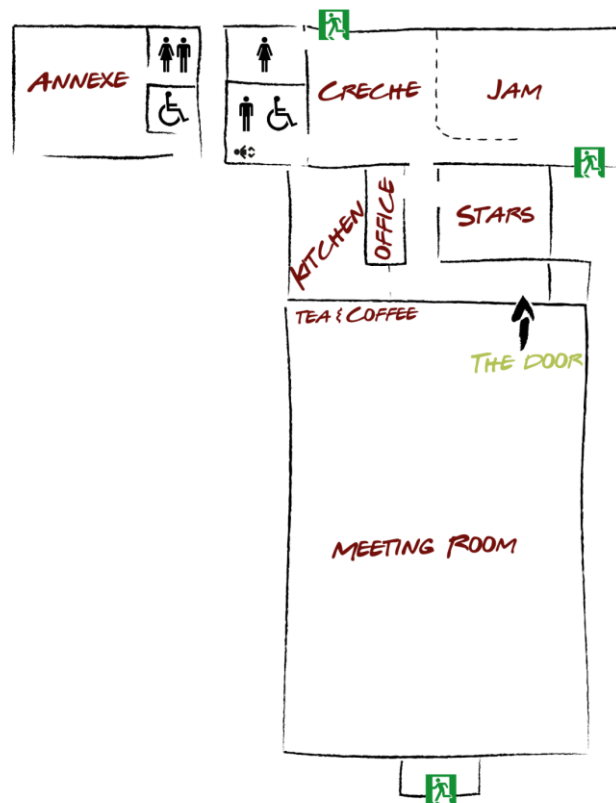 ANNEXE
CRECHE
JAM
KITCHEN
OFFICE
STARS
TEA & COFFEE
THE DOOR
MEETING ROOM